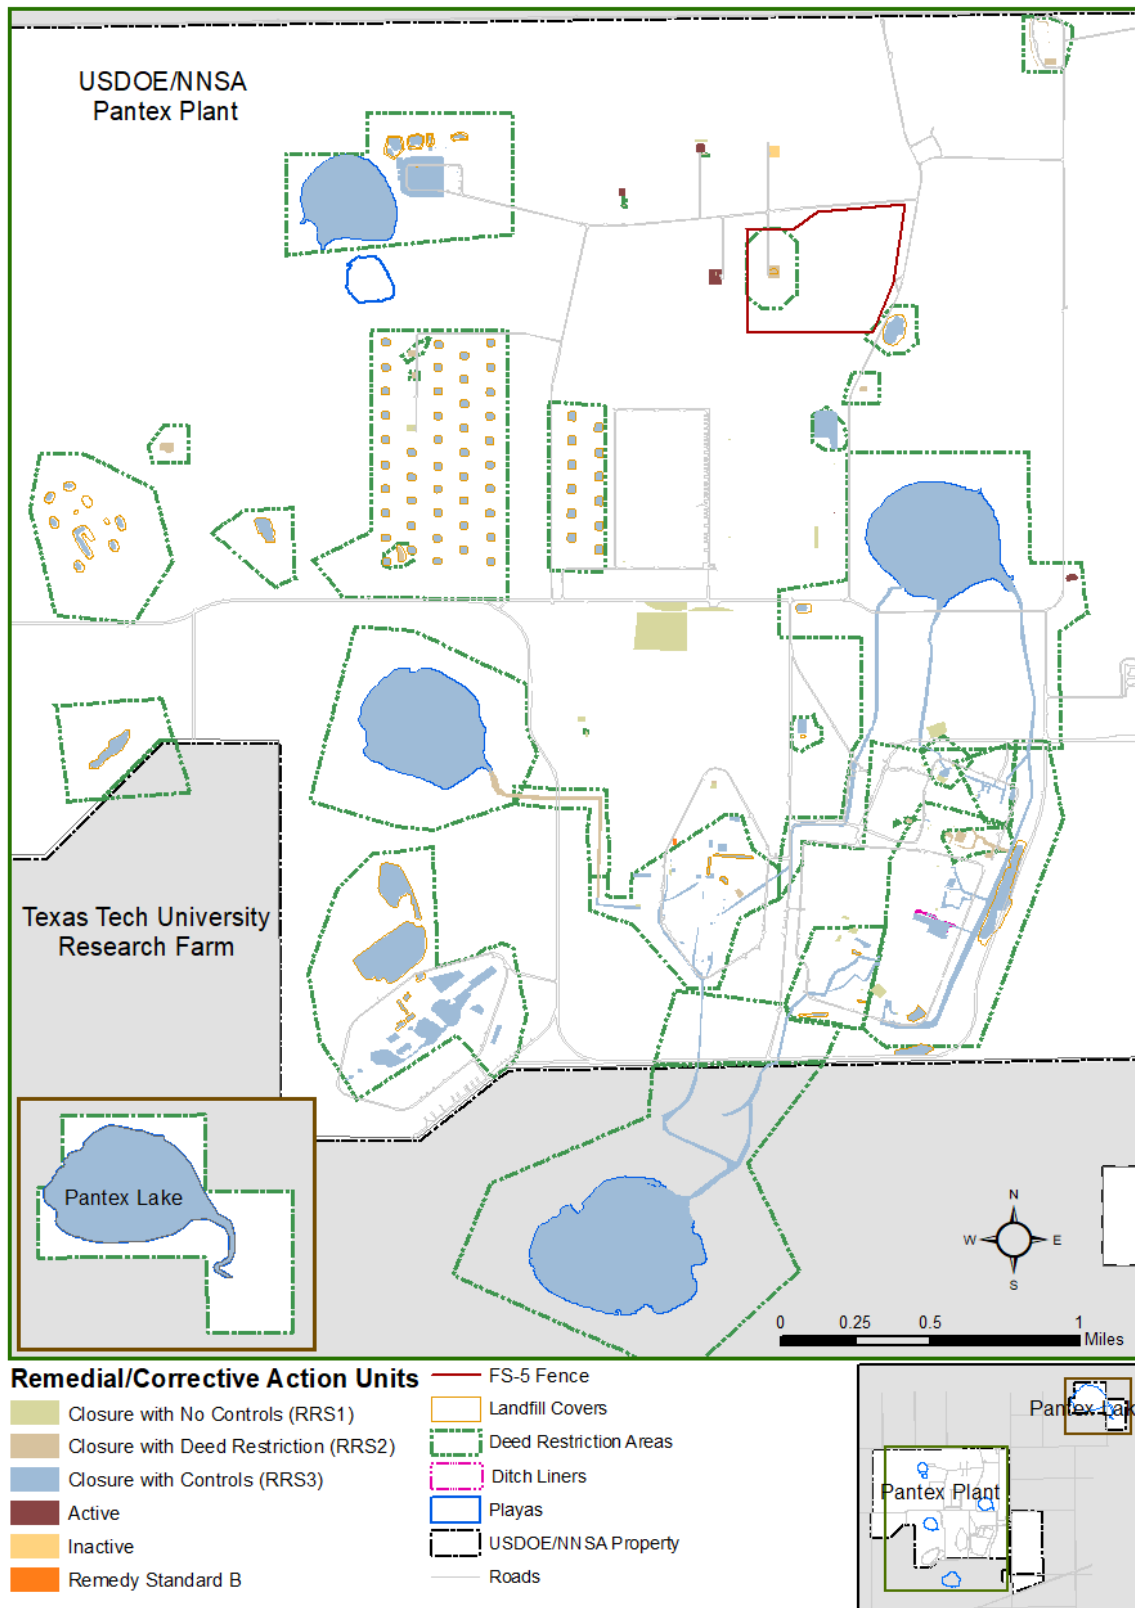 USDOE/NNSA
Pantex Plant
Texas Tech University
Research Farm
Pantex Lake
N
W
E
S
0
0.25
0.5
1
Miles
Remedial/Corrective Action Units
Closure with No Controls (RRS1)
Closure with Deed Restriction (RRS2)
Closure with Controls (RRS3)
Active
Inactive
Remedy Standard B
FS-5 Fence
Landfill Covers
Deed Restriction Areas
Ditch Liners
Playas
USDOE/NNSA Property
Roads
Pantex Lak
Pantex Plant